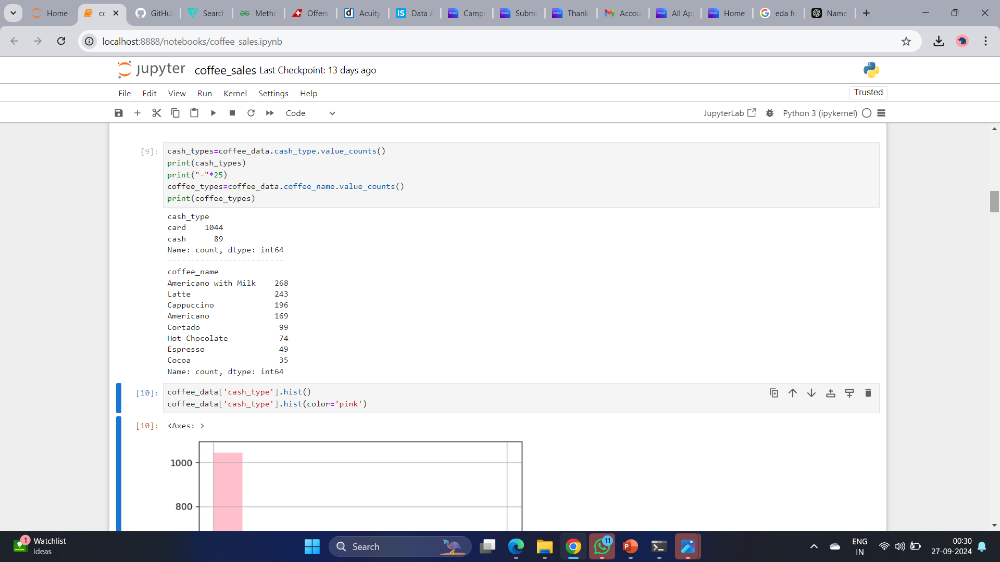 Home
cc
GitHu
Search
Metho
Offers
Acuity
Data A
Camp
Submi
Thank
Accou
All Ap
Home
eda fu
Name
localhost:8888/notebooks/coffee_sales.ipynb
jupyter coffee_sales Last Checkpoint: 13 days ago
File Edit View Run Kernel Settings Help Trusted
Code JupyterLab Python 3 (ipykernel)
[9]: cash_types=coffee_data.cash_type.value_counts()
print(cash_types)
print("-"*25)
coffee_types=coffee_data.coffee_name.value_counts()
print(coffee_types)
cash_type
card 1044
cash 89
Name: count, dtype: int64
-------------------------
coffee_name
Americano with Milk 268
Latte 243
Cappuccino 196
Americano 169
Cortado 99
Hot Chocolate 74
Espresso 49
Cocoa 35
Name: count, dtype: int64
[10]: coffee_data['cash_type'].hist()
coffee_data['cash_type'].hist(color='pink')
[10]: <Axes: >
1000
800
1 Watchlist
Ideas
Search
11
ENG
IN
00:30
27-09-2024